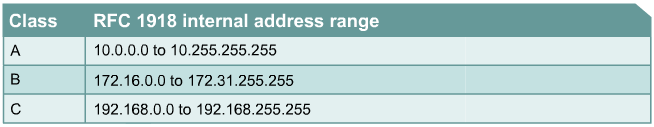 Class RFC 1918 internal address range
A 10.0.0.0 to 10.255.255.255
B 172.16.0.0 to 172.31.255.255
C 192.168.0.0 to 192.168.255.255